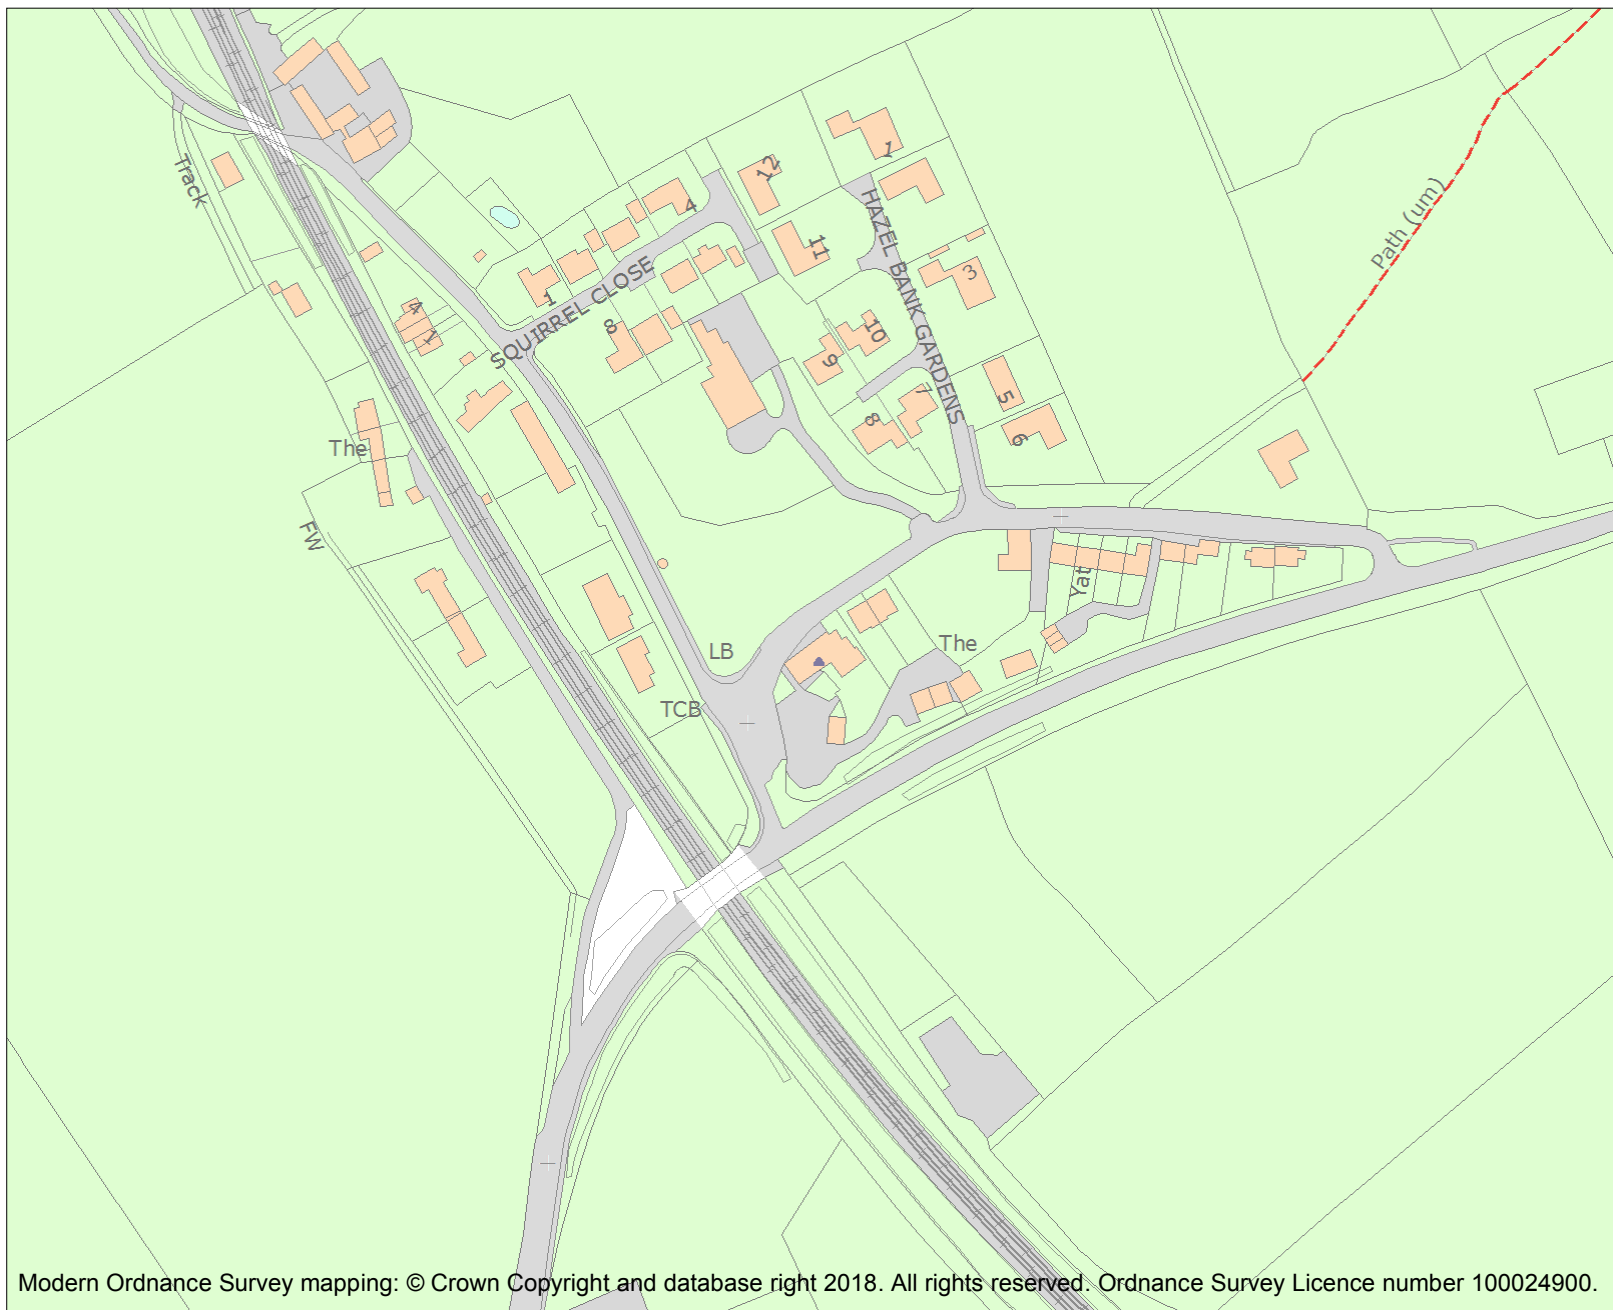 Track
12
1
4
HAZEL BANK GARDENS
11
Path (um)
3
SQUIRREL CLOSE
1
4
1
8
10
9
7
5
8
6
The
FW
Yat
LB
The
TCB
Modern Ordnance Survey mapping: © Crown Copyright and database right 2018. All rights reserved. Ordnance Survey Licence number 100024900.